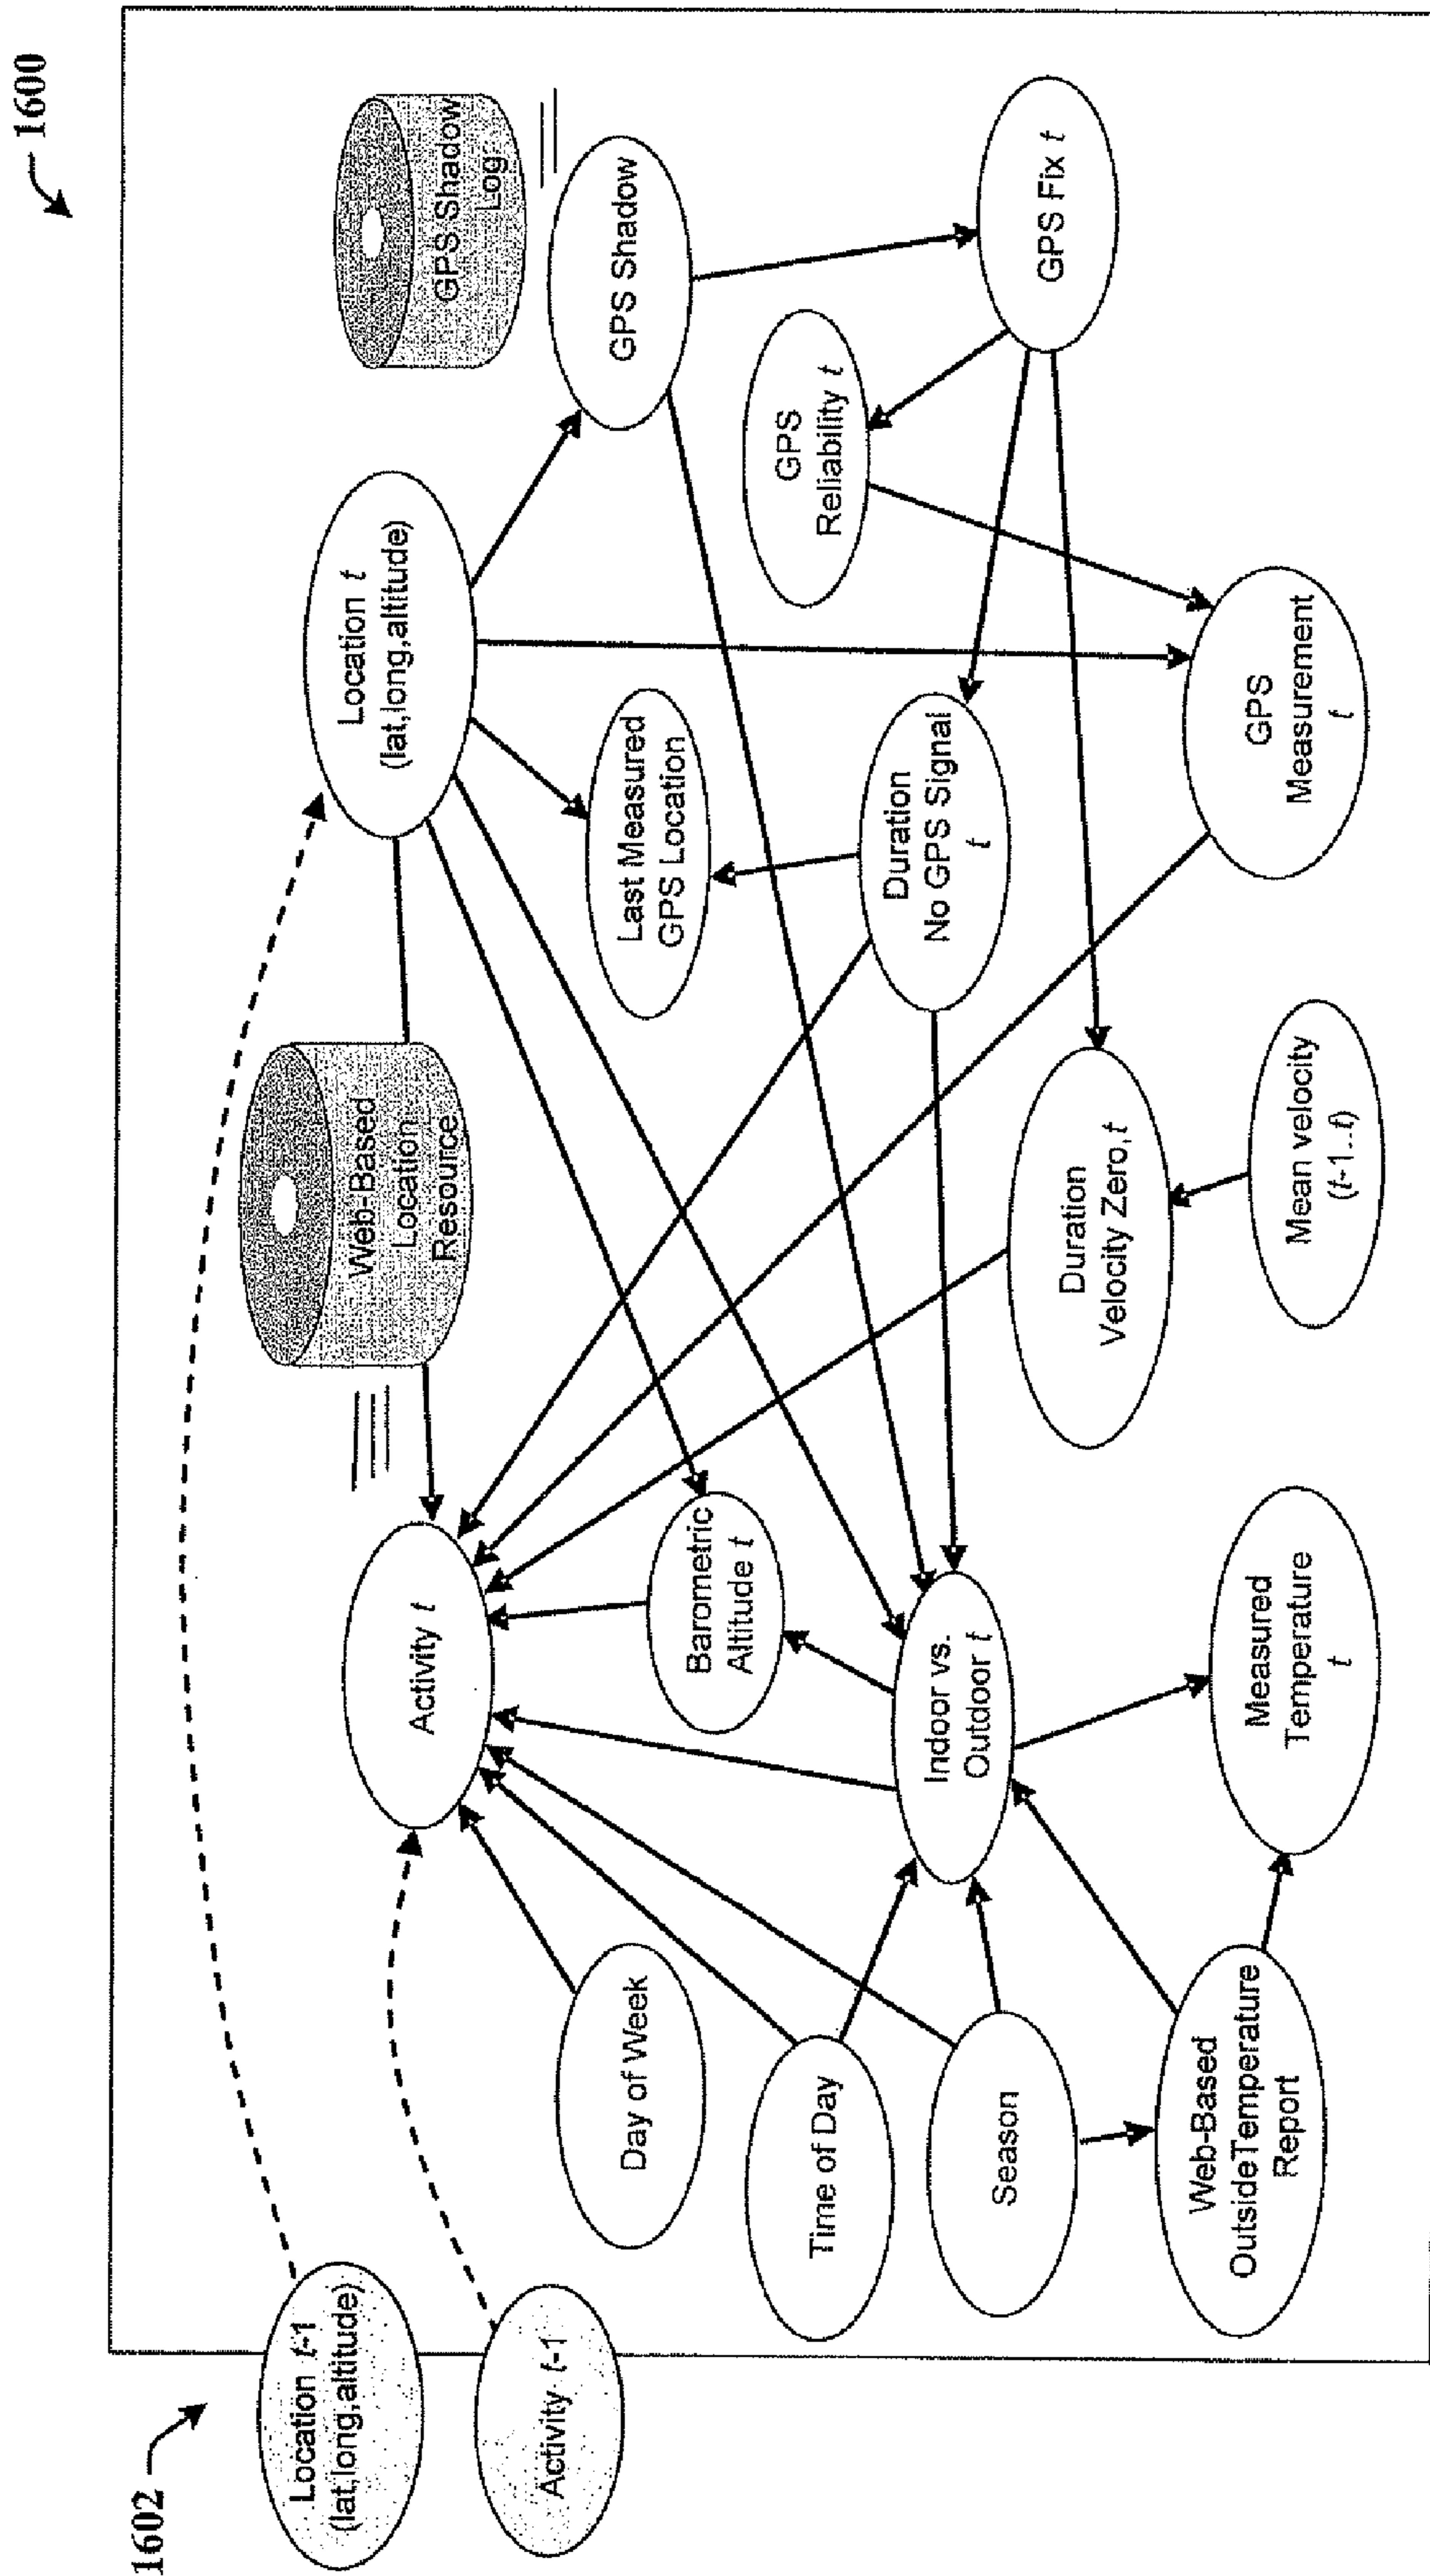 1600
1602
Location t-1
(lat,long,altitude)
Activity t-1
Location t
(lat,long,altitude)
GPS Shadow
Log
GPS Shadow
Web-Based
Location
Resource
Activity t
Last Measured
GPS Location
GPS
Reliability t
GPS Fix t
Duration
No GPS Signal
t
GPS
Measurement
t
Barometric
Altitude t
Duration
Velocity Zero,t
Mean velocity
(t-1...t)
Indoor vs.
Outdoor t
Measured
Temperature
t
Day of Week
Time of Day
Season
Web-Based
OutsideTemperature
Report